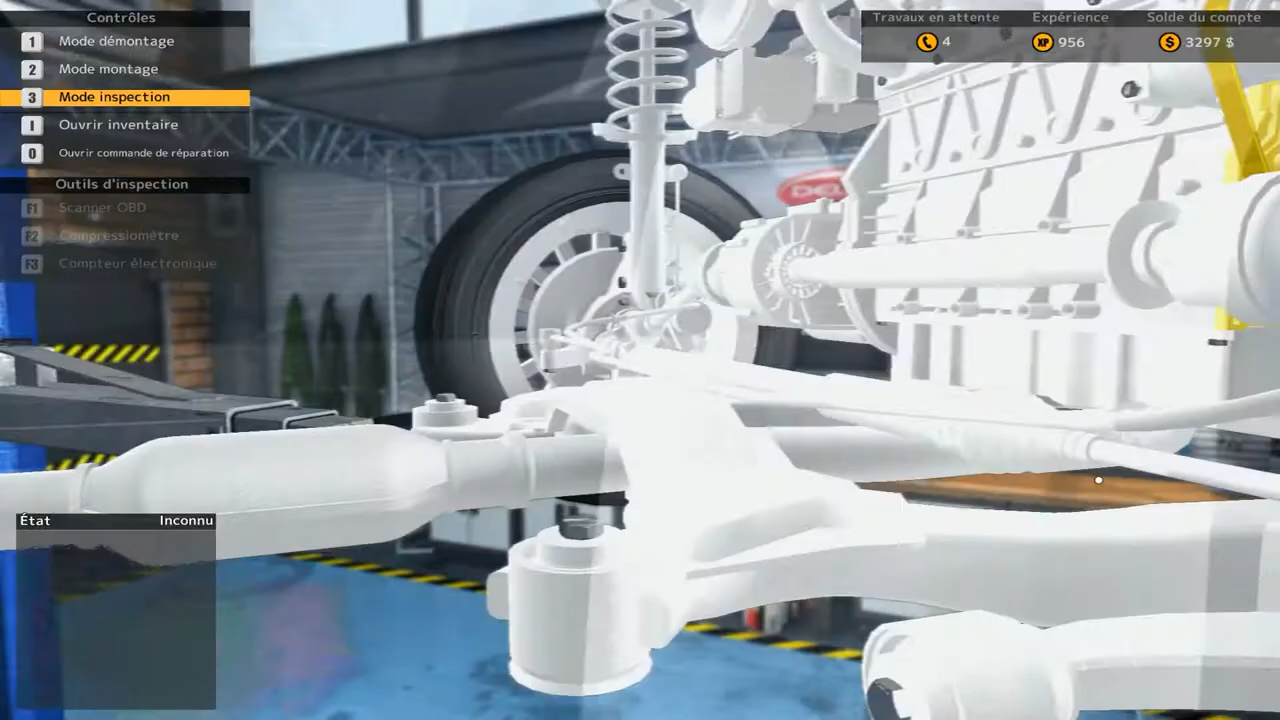 Contrôles
1 Mode démontage
2 Mode montage
3 Mode inspection
I Ouvrir inventaire
O Ouvrir commande de réparation
Outils d'inspection
F1 Scanner OBD
F2 Compressiomètre
F3 Compteur électronique
Travaux en attente Expérience Solde du compte
4 XP 956 $ 3297 $
État Inconnu